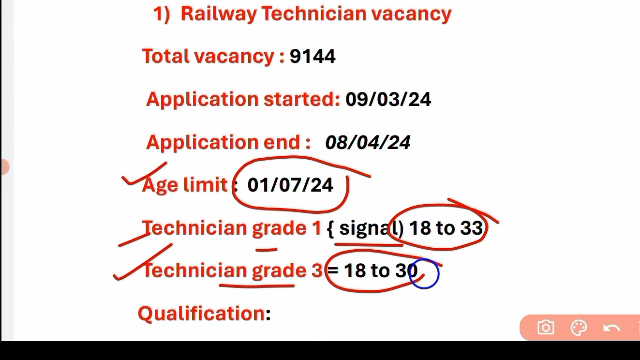 1) Railway Technician vacancy
Total vacancy : 9144
Application started: 09/03/24
Application end : 08/04/24
Age limit : 01/07/24
Technician grade 1 { signal) 18 to 33
Technician grade 3 = 18 to 30
Qualification: